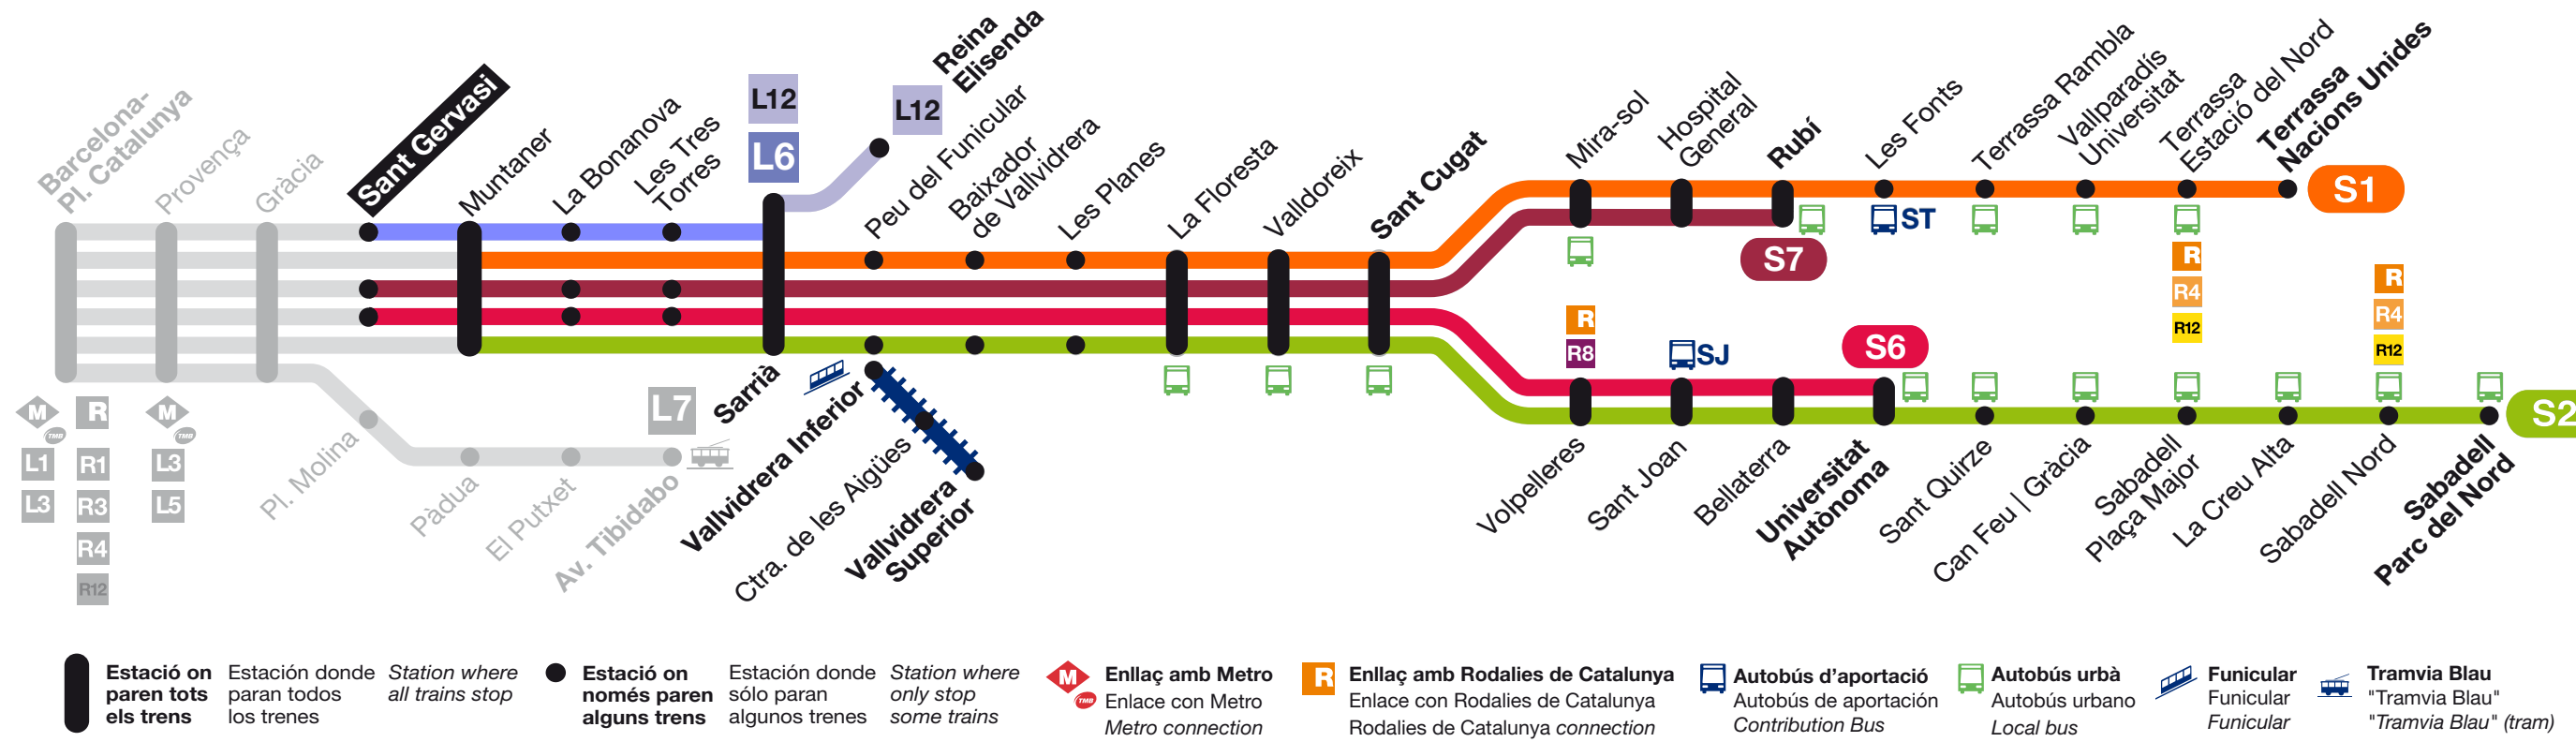 Barcelona-
Pl. Catalunya
Provença
Gràcia
Sant Gervasi
Muntaner
La Bonanova
Les Tres
Torres
L12
L6
Reina
Elisenda
L12
Peu del Funicular
Baixador
de Vallvidrera
Les Planes
La Floresta
Valldoreix
Sant Cugat
Mira-sol
Hospital
General
Rubí
Les Fonts
Terrassa Rambla
Vallparadís
Universitat
Terrassa
Estació del Nord
Terrassa
Nacions Unides
S1
ST
S7
R
R4
R12
R
R4
R12
R
R8
SJ
S6
S2
M
TMB
L1
L3
R
R1
R3
R4
R12
M
TMB
L3
L5
Pl. Molina
Pàdua
El Putxet
Av. Tibidabo
L7
Sarrià
Vallvidrera Inferior
Ctra. de les Aigües
Vallvidrera
Superior
Volpelleres
Sant Joan
Bellaterra
Universitat
Autònoma
Sant Quirze
Can Feu | Gràcia
Sabadell
Plaça Major
La Creu Alta
Sabadell Nord
Sabadell
Parc del Nord
Estació on
paren tots
els trens
Estación donde
paran todos
los trenes
Station where
all trains stop
Estació on
només paren
alguns trens
Estación donde
sólo paran
algunos trenes
Station where
only stop
some trains
M
TMB
Enllaç amb Metro
Enlace con Metro
Metro connection
R
Enllaç amb Rodalies de Catalunya
Enlace con Rodalies de Catalunya
Rodalies de Catalunya connection
Autobús d'aportació
Autobús de aportación
Contribution Bus
Autobús urbà
Autobús urbano
Local bus
Funicular
Funicular
Funicular
Tramvia Blau
"Tramvia Blau"
"Tramvia Blau" (tram)